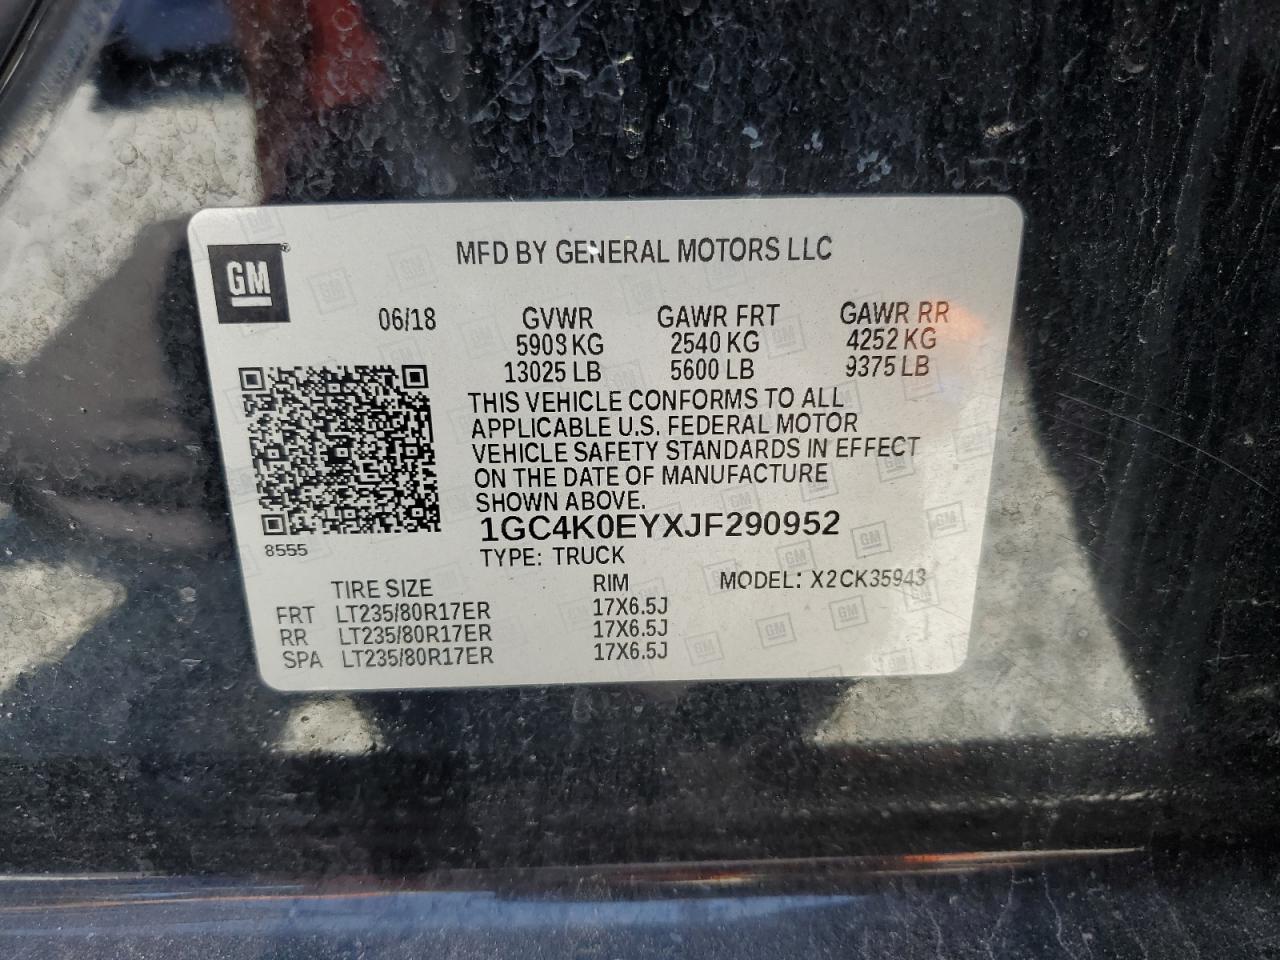 GM ®
MFD BY GENERAL MOTORS LLC
06/18 GVWR GAWR FRT GAWR RR
5903 KG 2540 KG 4252 KG
13025 LB 5600 LB 9375 LB
THIS VEHICLE CONFORMS TO ALL
APPLICABLE U.S. FEDERAL MOTOR
VEHICLE SAFETY STANDARDS IN EFFECT
ON THE DATE OF MANUFACTURE
SHOWN ABOVE.
1GC4K0EYXJF290952
8555
TYPE: TRUCK
TIRE SIZE RIM MODEL: X2CK35943
FRT LT235/80R17ER 17X6.5J
RR LT235/80R17ER 17X6.5J
SPA LT235/80R17ER 17X6.5J